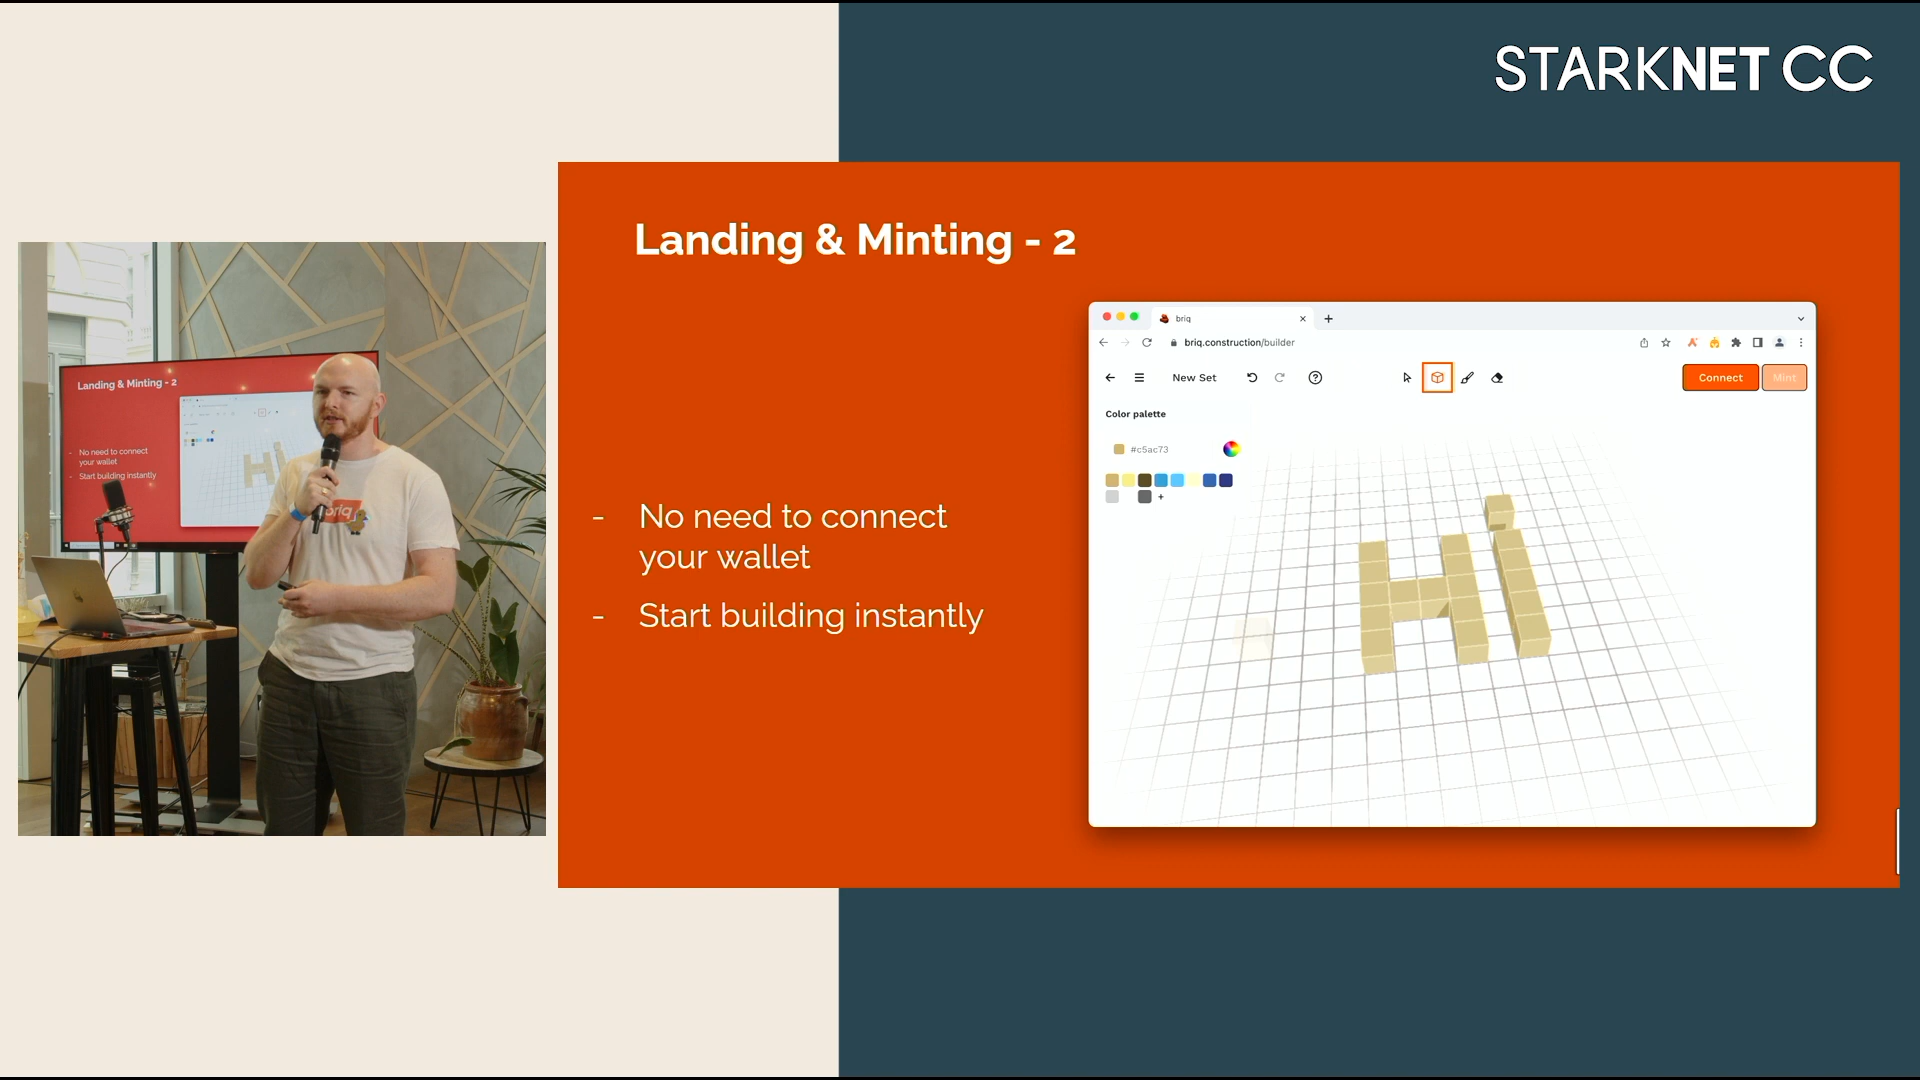 STARKNET CC
Landing & Minting - 2
- No need to connect
your wallet
- Start building instantly
briq
briq.construction/builder
New Set
Connect
Mint
Color palette
#c5ac73
HI
Landing & Minting - 2
- No need to connect
your wallet
- Start building instantly
briq